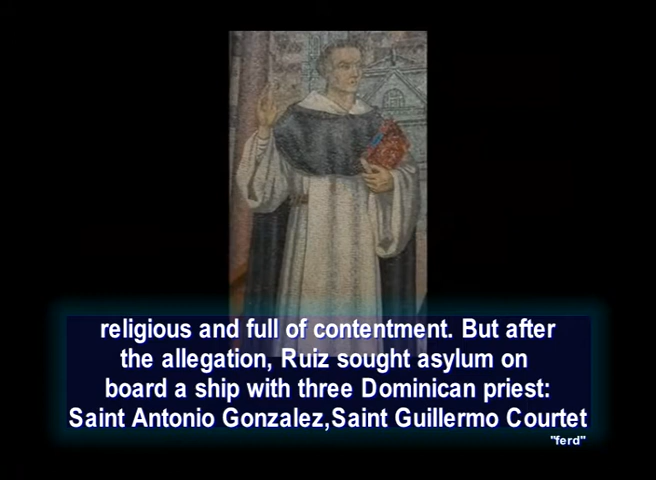 religious and full of contentment. But after
the allegation, Ruiz sought asylum on
board a ship with three Dominican priest:
Saint Antonio Gonzalez,Saint Guillermo Courtet
"ferd"